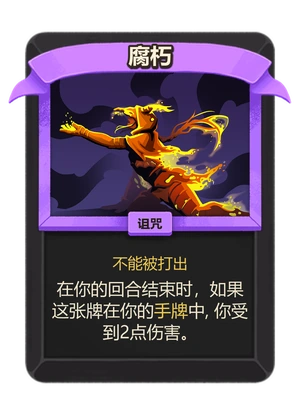 腐朽
诅咒
不能被打出
在你的回合结束时，如果
这张牌在你的手牌中, 你受
到2点伤害。